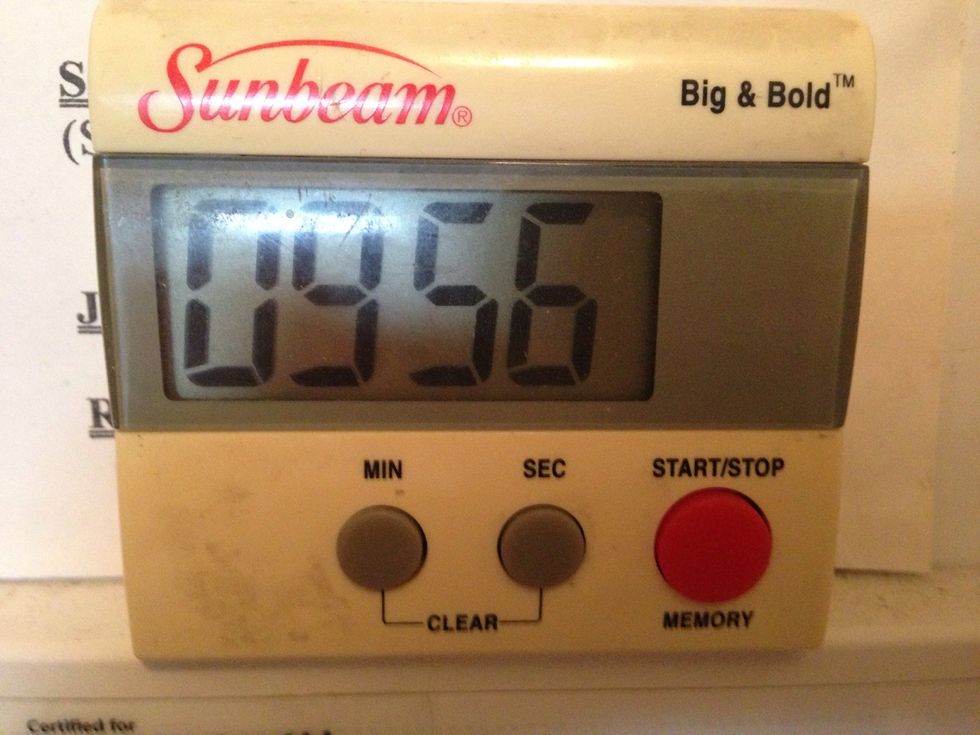 S
(S
Sunbeam®
Big & Bold™
0956
J
R
MIN
SEC
START/STOP
CLEAR
MEMORY
Certified for